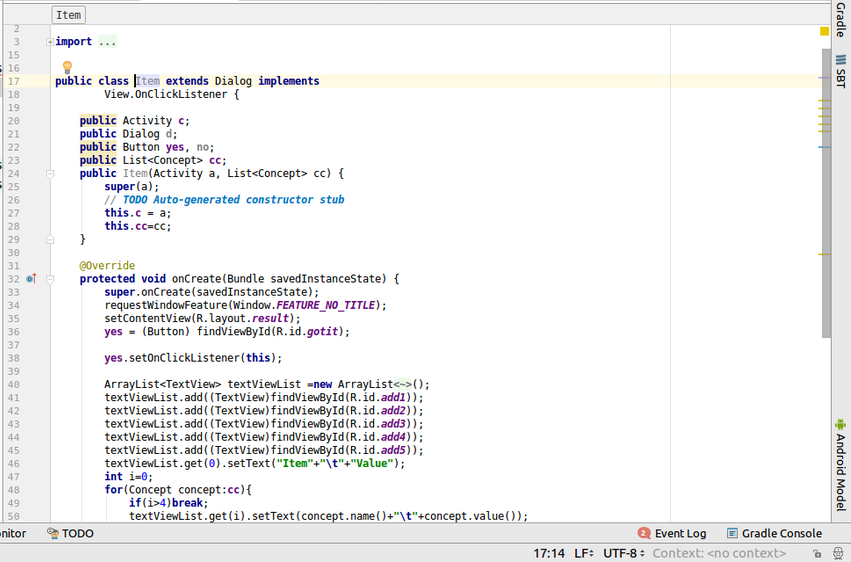 Item
Gradle
SBT
Android Model
2
3 import ...
15
16
17 public class Item extends Dialog implements
18 View.OnClickListener {
19
20 public Activity c;
21 public Dialog d;
22 public Button yes, no;
23 public List<Concept> cc;
24 public Item(Activity a, List<Concept> cc) {
25 super(a);
26 // TODO Auto-generated constructor stub
27 this.c = a;
28 this.cc=cc;
29 }
30
31 @Override
32 protected void onCreate(Bundle savedInstanceState) {
33 super.onCreate(savedInstanceState);
34 requestWindowFeature(Window.FEATURE_NO_TITLE);
35 setContentView(R.layout.result);
36 yes = (Button) findViewById(R.id.gotit);
37
38 yes.setOnClickListener(this);
39
40 ArrayList<TextView> textViewList =new ArrayList<~>();
41 textViewList.add((TextView)findViewById(R.id.add1));
42 textViewList.add((TextView)findViewById(R.id.add2));
43 textViewList.add((TextView)findViewById(R.id.add3));
44 textViewList.add((TextView)findViewById(R.id.add4));
45 textViewList.add((TextView)findViewById(R.id.add5));
46 textViewList.get(0).setText("Item"+"\t"+"Value");
47 int i=0;
48 for(Concept concept:cc){
49 if(i>4)break;
50 textViewList.get(i).setText(concept.name()+"\t"+concept.value());
nitor TODO 2 Event Log Gradle Console
17:14 LF UTF-8 Context: <no context>